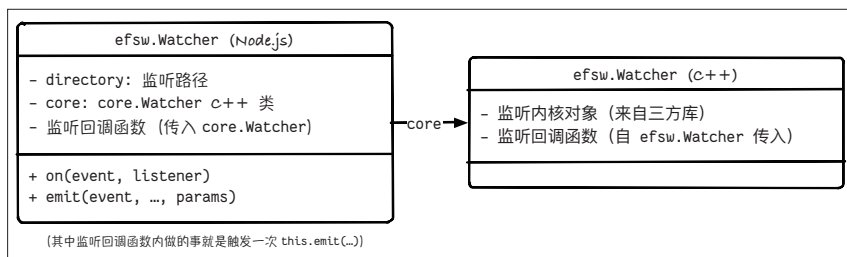 efsw.Watcher (Node.js)
- directory: 监听路径
- core: core.Watcher C++ 类
- 监听回调函数（传入 core.Watcher）
+ on(event, listener)
+ emit(event, …, params)
（其中监听回调函数内做的事就是触发一次 this.emit(…)）
core
efsw.Watcher (C++)
- 监听内核对象（来自三方库）
- 监听回调函数（自 efsw.Watcher 传入）